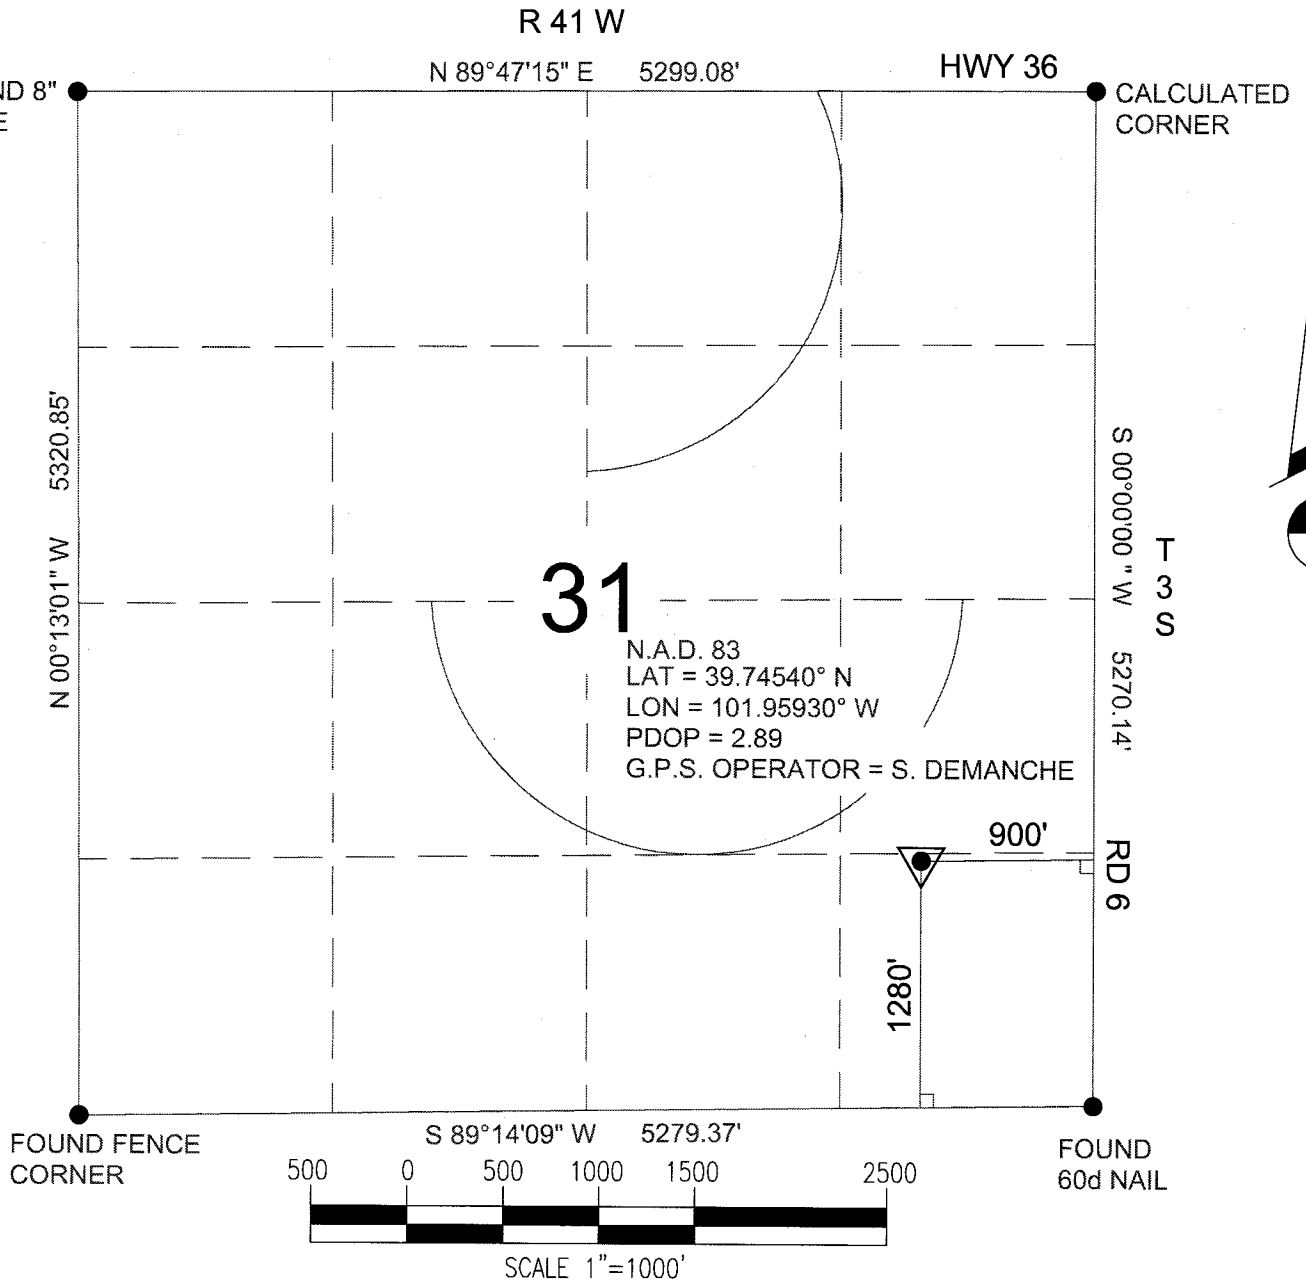 R 41 W
N 89°47'15" E 5299.08'
HWY 36
8"
CALCULATED
CORNER
N 00°13'01" W 5320.85'
S 00°00'00 " W 5270.14'
T
3
S
31
N.A.D. 83
LAT = 39.74540° N
LON = 101.95930° W
PDOP = 2.89
G.P.S. OPERATOR = S. DEMANCHE
900'
RD 6
1280'
S 89°14'09" W 5279.37'
FOUND FENCE
CORNER
FOUND
60d NAIL
500 0 500 1000 1500 2500
SCALE 1"=1000'